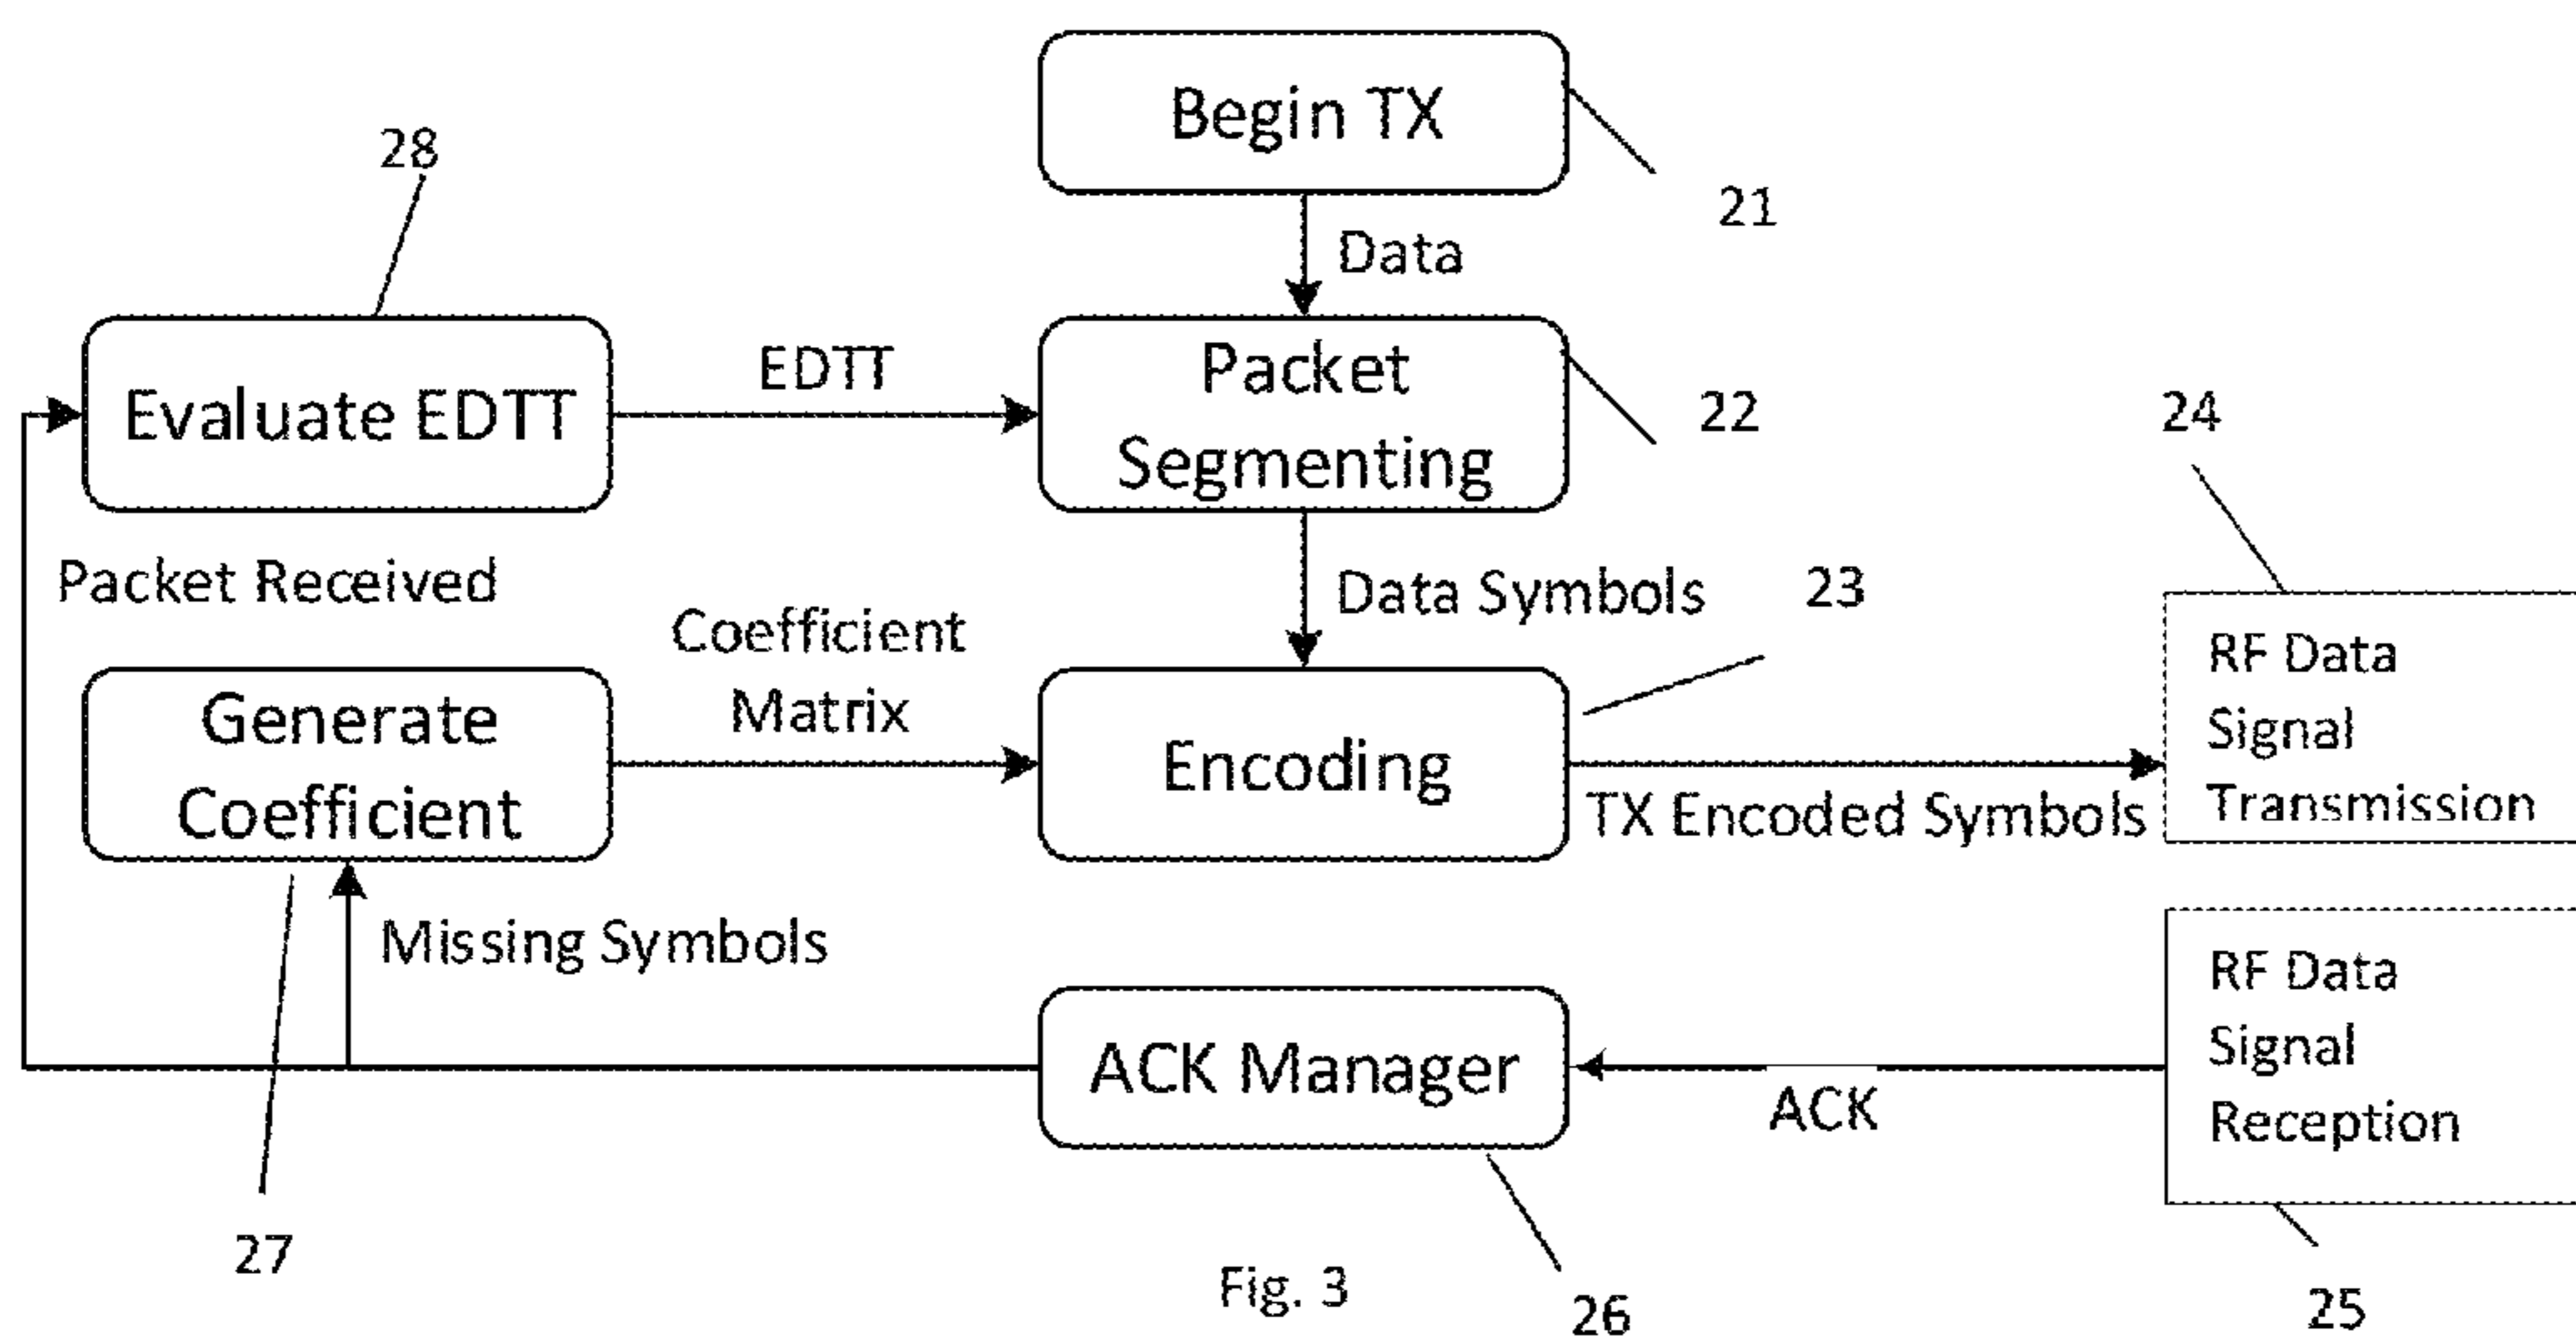 Begin TX
21
Data
28
Evaluate EDTT
EDTT
Packet
Segmenting
22
24
Packet Received
Data Symbols
23
Coefficient
Matrix
Generate
Coefficient
Encoding
TX Encoded Symbols
RF Data
Signal
Transmission
Missing Symbols
ACK Manager
ACK
RF Data
Signal
Reception
27
26
25
Fig. 3